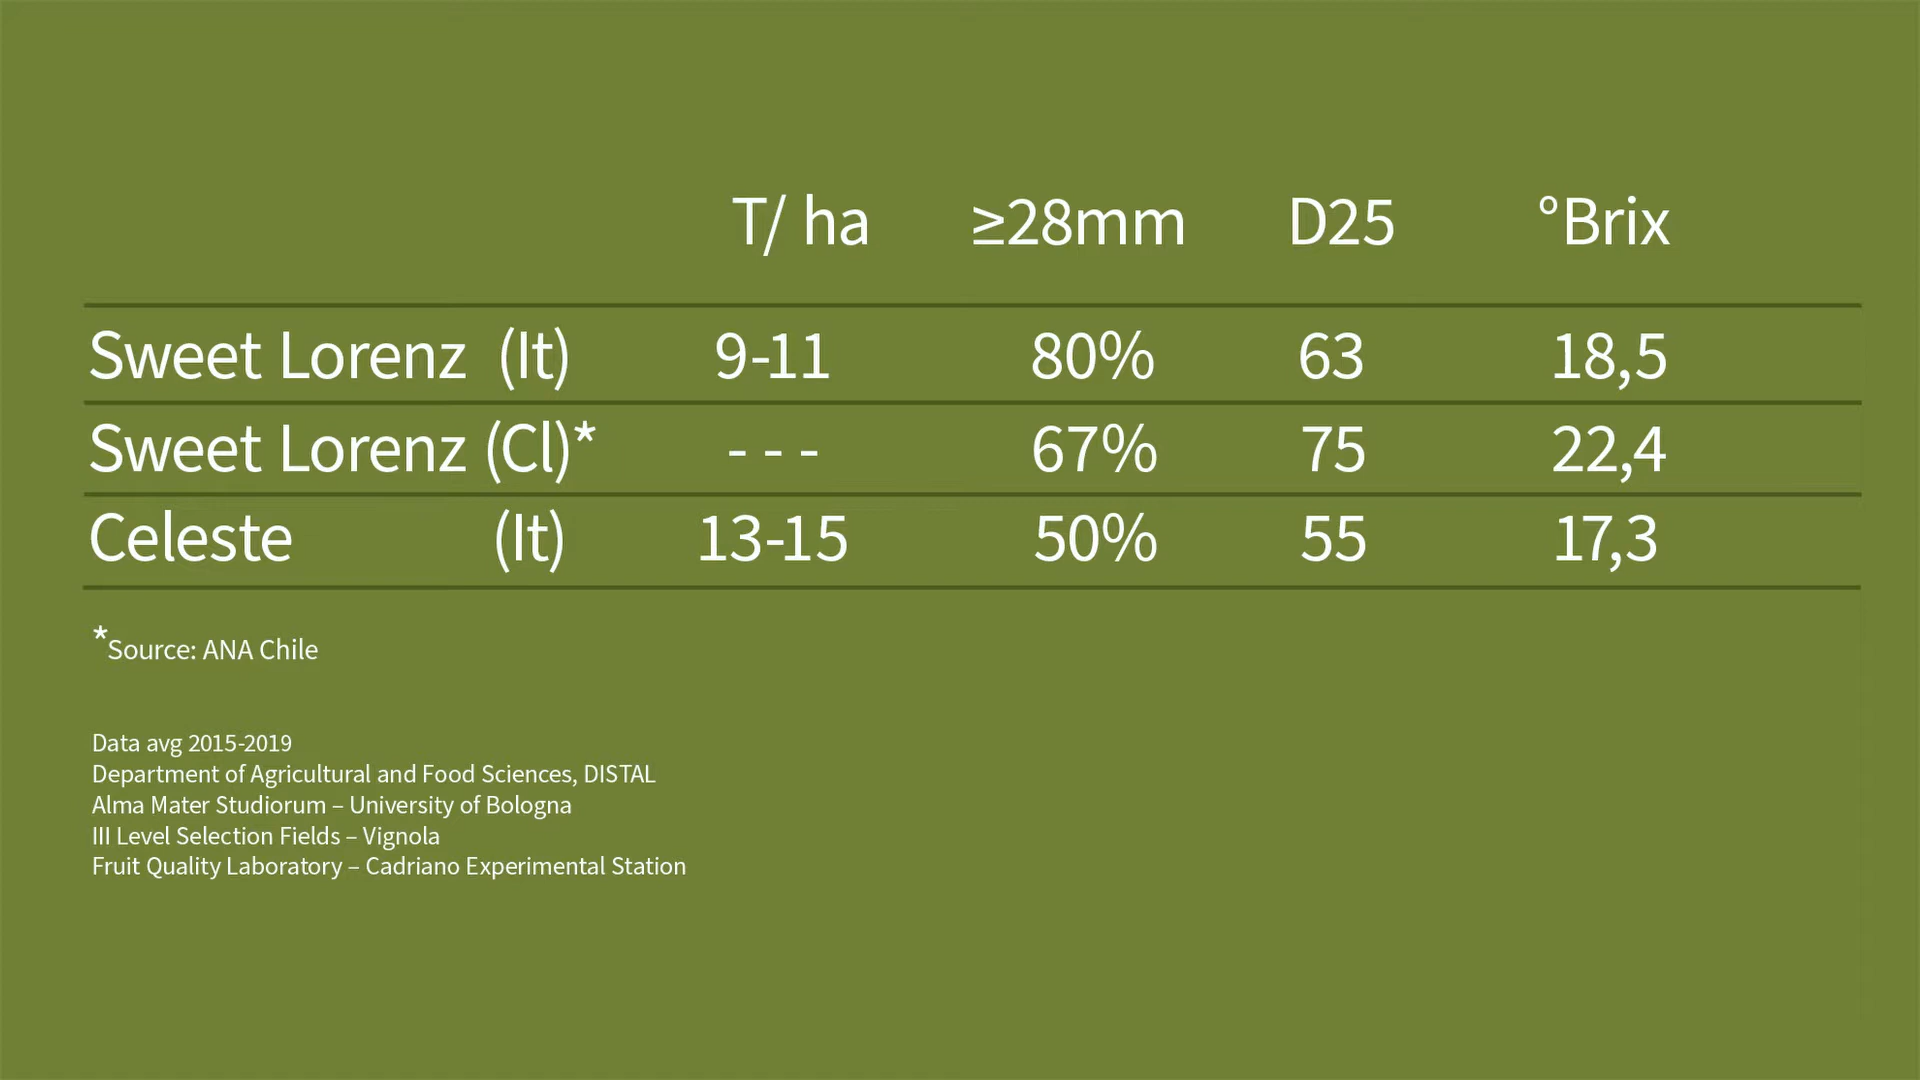 T/ ha ≥28mm D25 °Brix
Sweet Lorenz (It) 9-11 80% 63 18,5
Sweet Lorenz (Cl)* - - - 67% 75 22,4
Celeste (It) 13-15 50% 55 17,3
*Source: ANA Chile
Data avg 2015-2019
Department of Agricultural and Food Sciences, DISTAL
Alma Mater Studiorum – University of Bologna
III Level Selection Fields – Vignola
Fruit Quality Laboratory – Cadriano Experimental Station